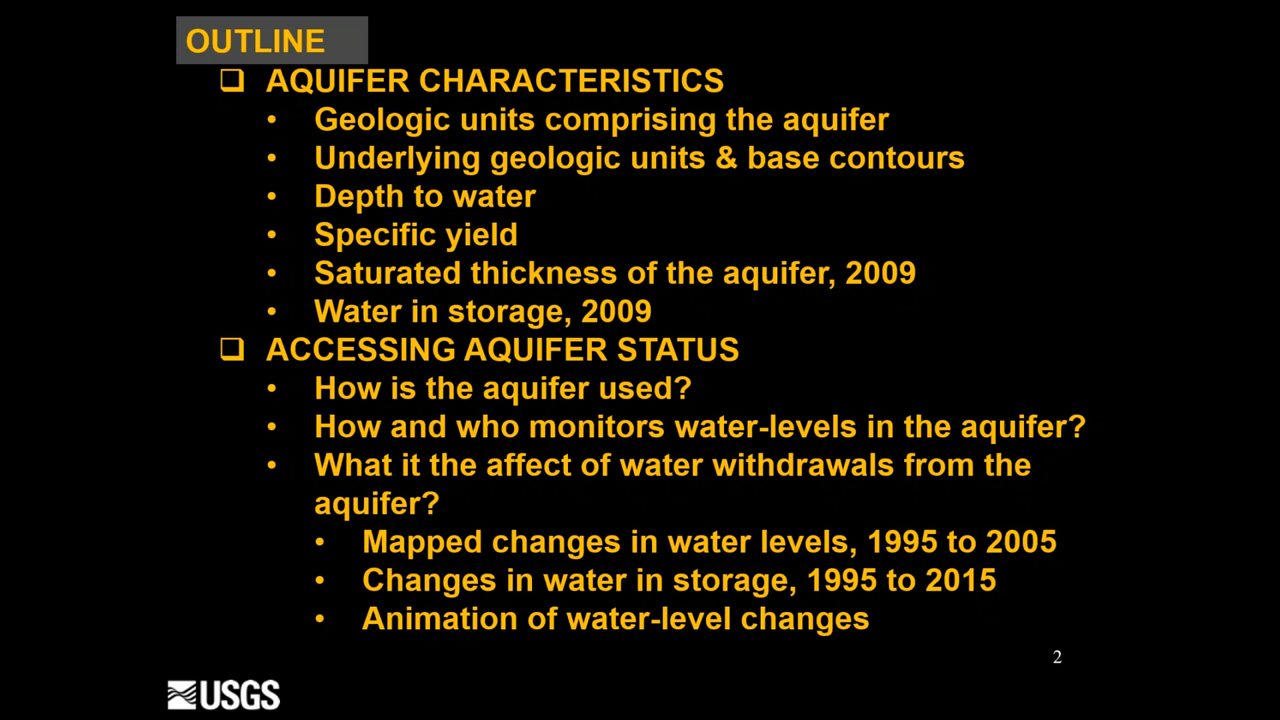 OUTLINE
❑ AQUIFER CHARACTERISTICS
• Geologic units comprising the aquifer
• Underlying geologic units & base contours
• Depth to water
• Specific yield
• Saturated thickness of the aquifer, 2009
• Water in storage, 2009
❑ ACCESSING AQUIFER STATUS
• How is the aquifer used?
• How and who monitors water-levels in the aquifer?
• What it the affect of water withdrawals from the
aquifer?
• Mapped changes in water levels, 1995 to 2005
• Changes in water in storage, 1995 to 2015
• Animation of water-level changes
2
USGS